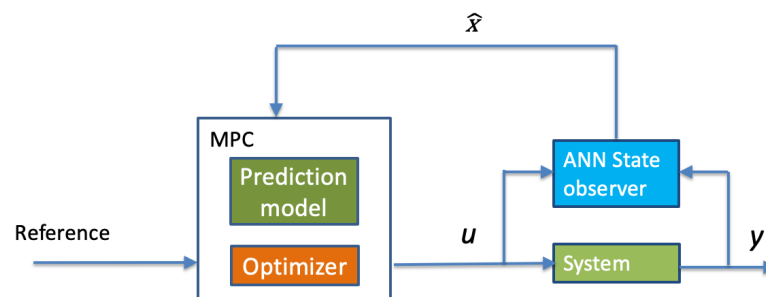 x̂
MPC
Prediction
model
ANN State
observer
Reference
Optimizer
u
System
y